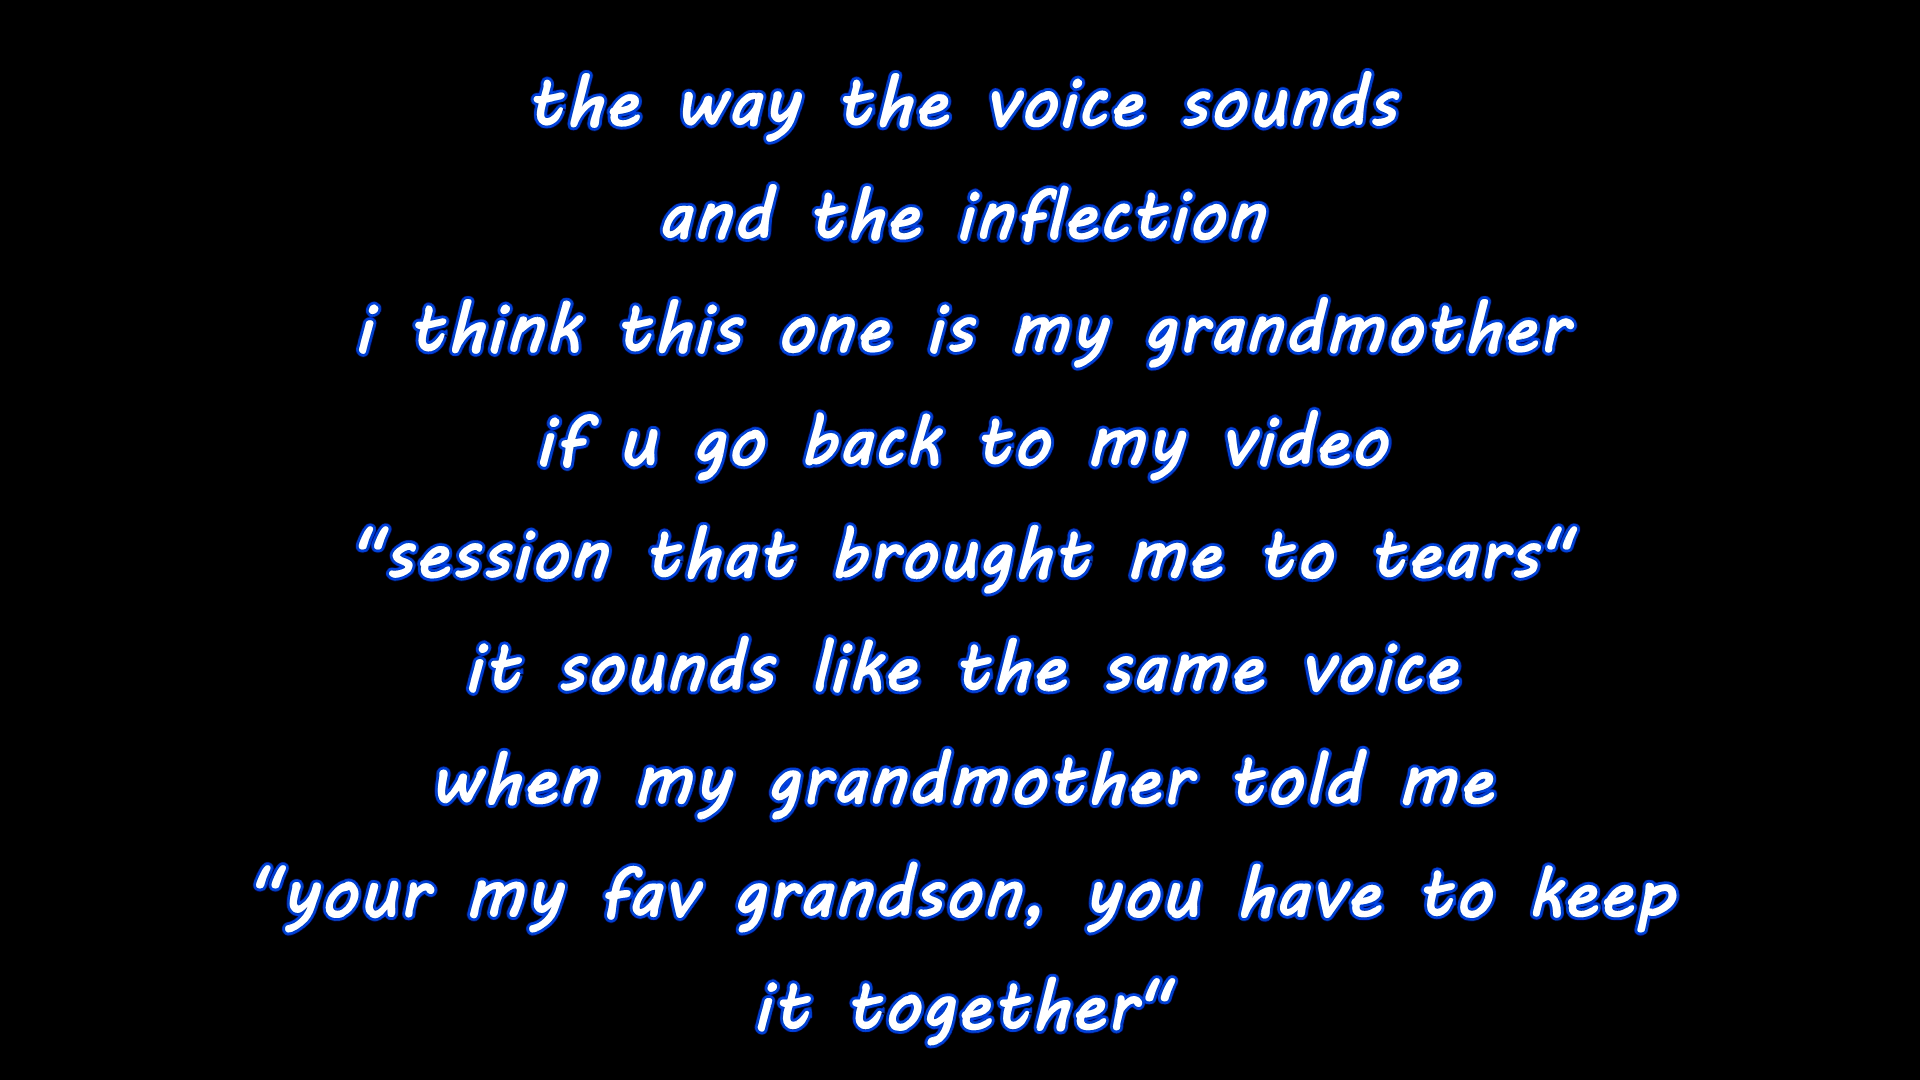 the way the voice sounds
and the inflection
i think this one is my grandmother
if u go back to my video
"session that brought me to tears"
it sounds like the same voice
when my grandmother told me
"your my fav grandson, you have to keep
it together"